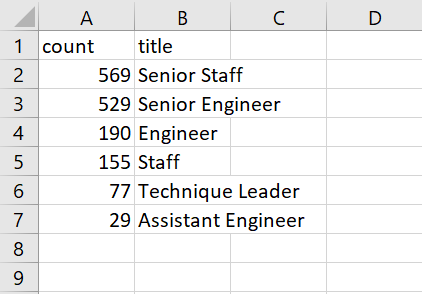 A B C D
1 count title
2 569 Senior Staff
3 529 Senior Engineer
4 190 Engineer
5 155 Staff
6 77 Technique Leader
7 29 Assistant Engineer
8
9